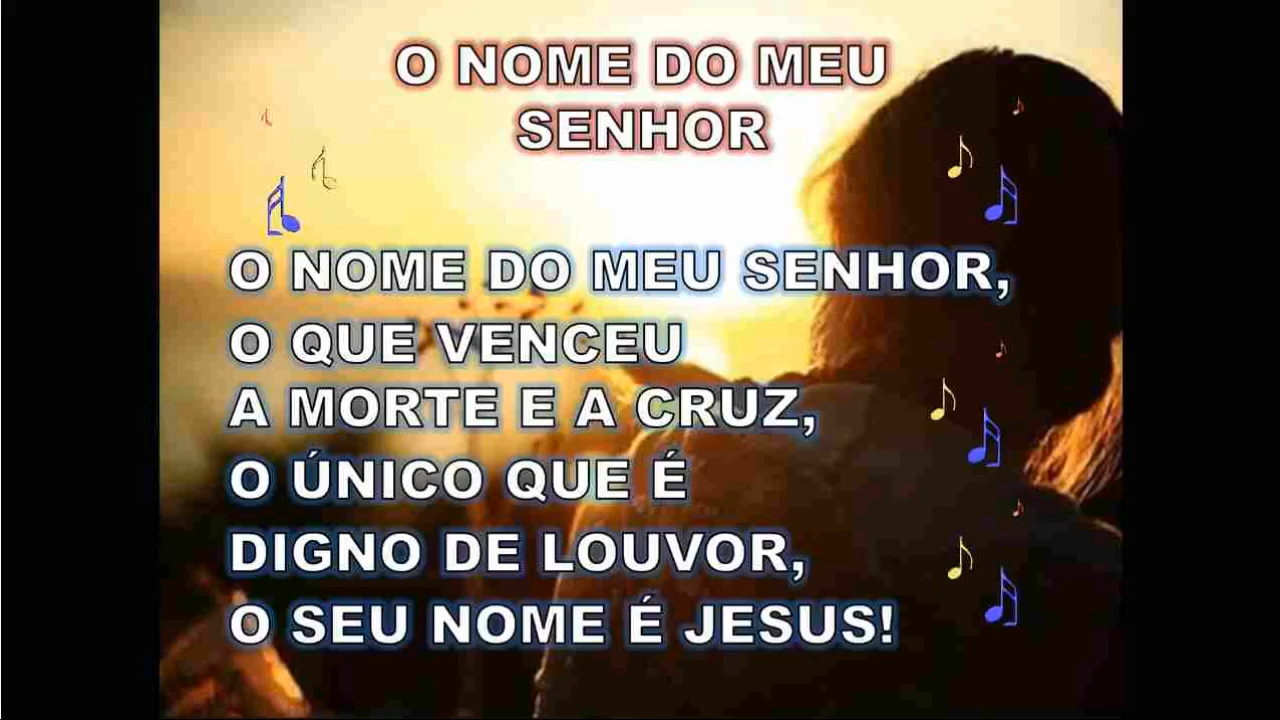 O NOME DO MEU
SENHOR
O NOME DO MEU SENHOR,
O QUE VENCEU
A MORTE E A CRUZ,
O ÚNICO QUE É
DIGNO DE LOUVOR,
O SEU NOME É JESUS!